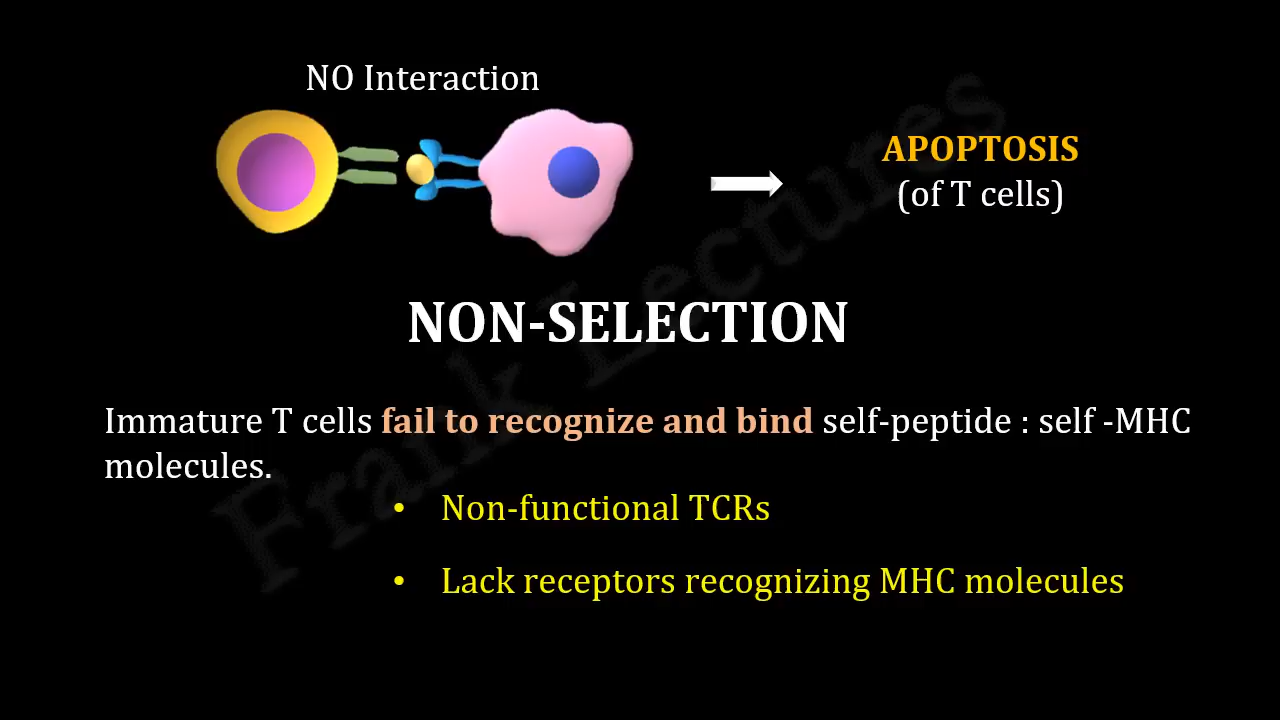 NO Interaction
APOPTOSIS
(of T cells)
NON-SELECTION
Immature T cells fail to recognize and bind self-peptide : self -MHC
molecules.
• Non-functional TCRs
• Lack receptors recognizing MHC molecules
Frank Lectures